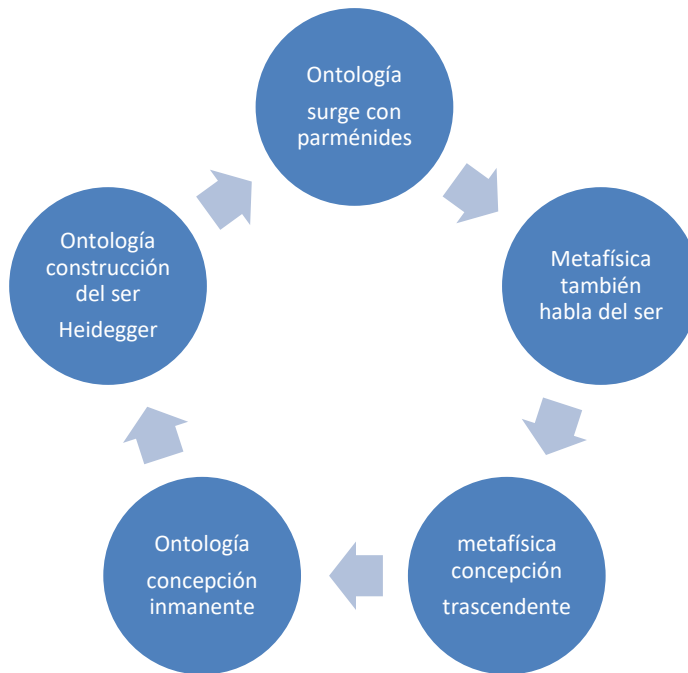 Ontología
surge con
parménides
Metafísica
también
habla del ser
metafísica
concepción
trascendente
Ontología
concepción
inmanente
Ontología
construcción
del ser
Heidegger